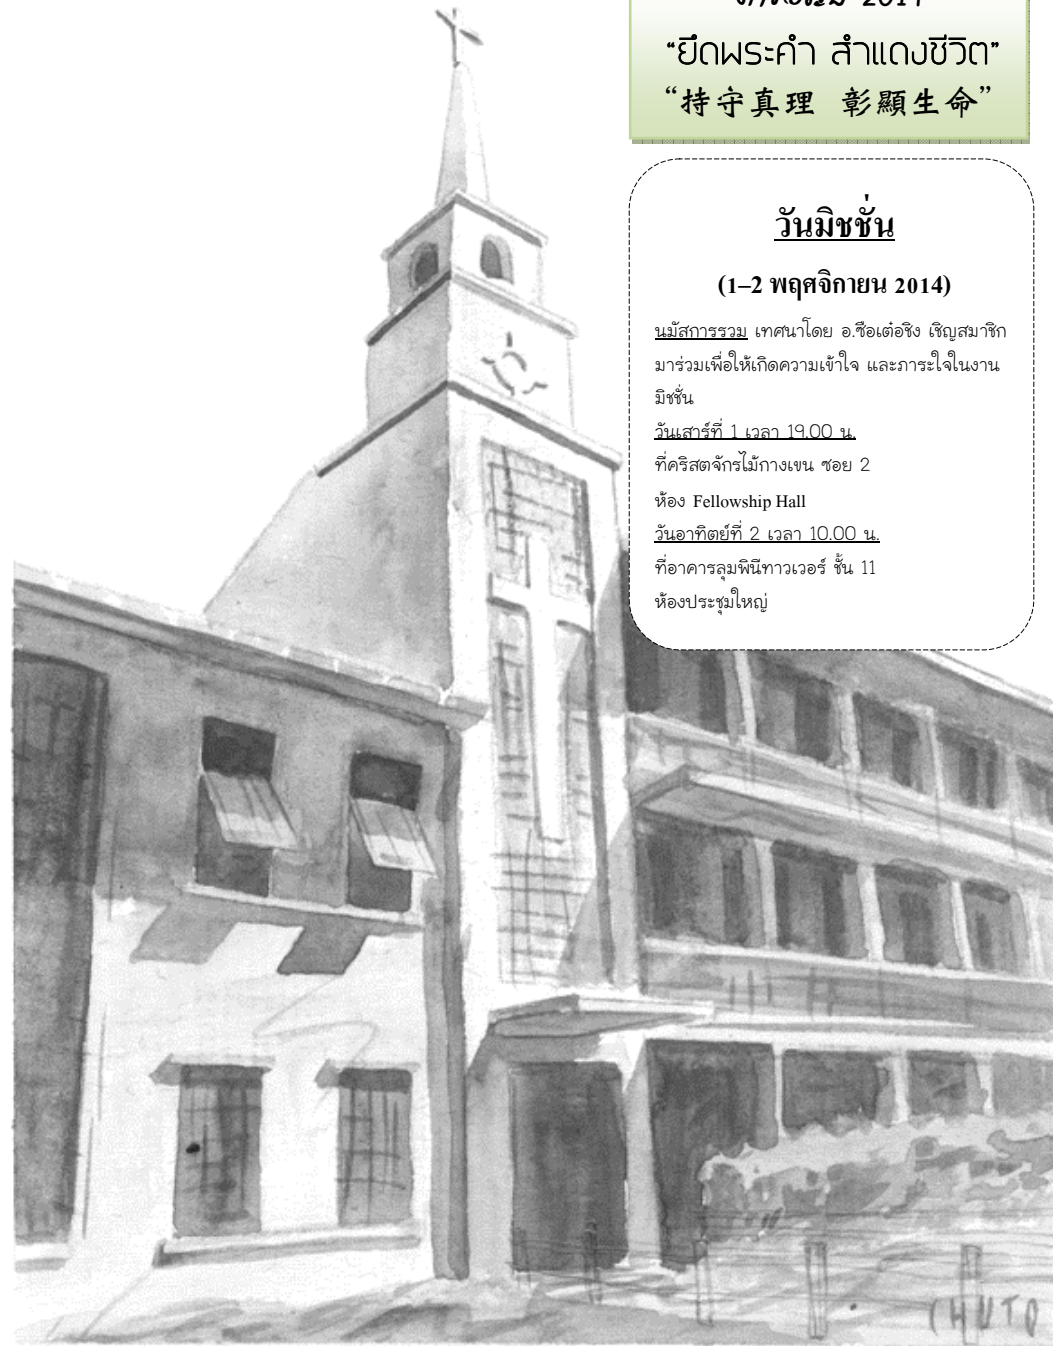 2014
“ยึดพระคำ สำแดงชีวิต”
“持守真理 彰顯生命”
วันมิชชั่น
(1–2 พฤศจิกายน 2014)
นมัสการรวม เทศนาโดย อ.ซือเต๋อชิง เชิญสมาชิก
มาร่วมเพื่อให้เกิดความเข้าใจ และภาระใจในงาน
มิชชั่น
วันเสาร์ที่ 1 เวลา 19.00 น.
ที่คริสตจักรไม้กางเขน ซอย 2
ห้อง Fellowship Hall
วันอาทิตย์ที่ 2 เวลา 10.00 น.
ที่อาคารลุมพินีทาวเวอร์ ชั้น 11
ห้องประชุมใหญ่